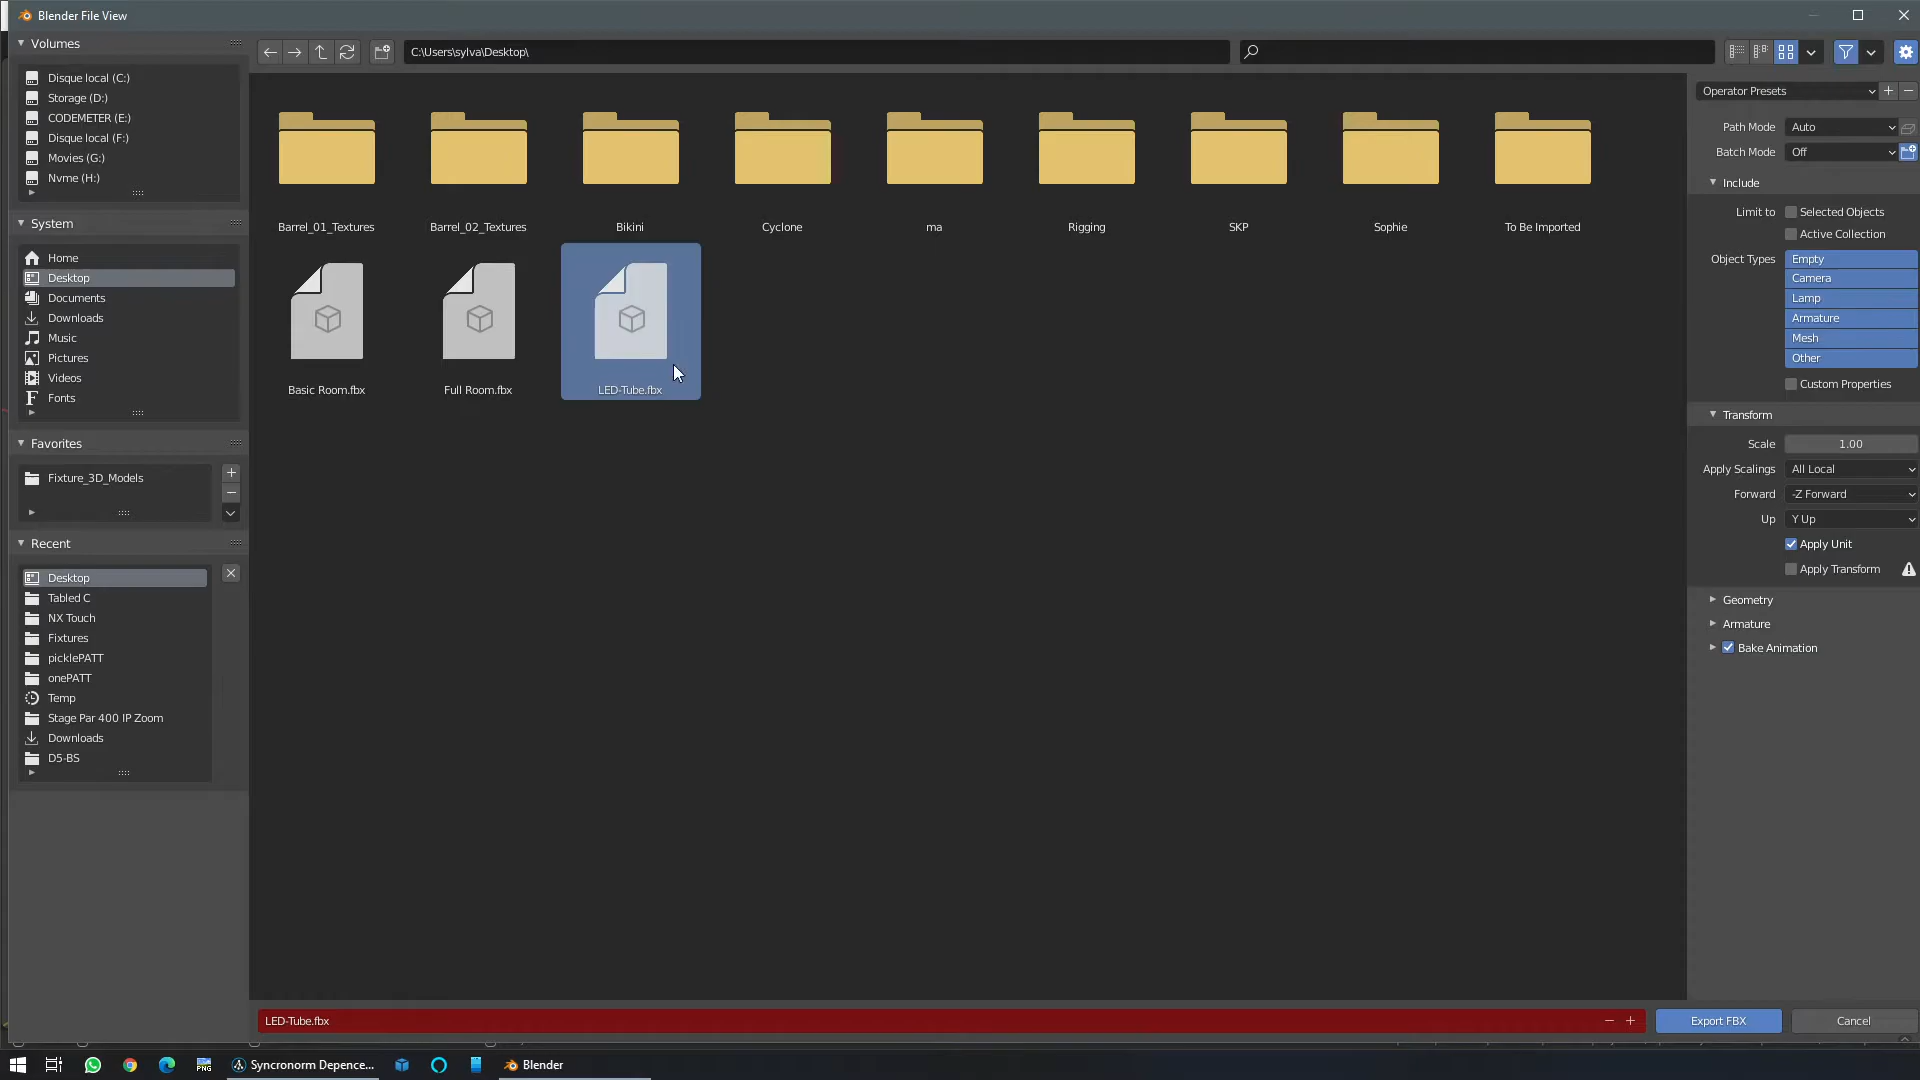 Blender File View
Volumes
C:\Users\sylva\Desktop\
Disque local (C:)
Storage (D:)
CODEMETER (E:)
Disque local (F:)
Movies (G:)
Nvme (H:)
System
Home
Desktop
Documents
Downloads
Music
Pictures
Videos
Fonts
Favorites
Fixture_3D_Models
Recent
Desktop
Tabled C
NX Touch
Fixtures
picklePATT
onePATT
Temp
Stage Par 400 IP Zoom
Downloads
D5-BS
Barrel_01_Textures
Barrel_02_Textures
Bikini
Cyclone
ma
Rigging
SKP
Sophie
To Be Imported
Basic Room.fbx
Full Room.fbx
LED-Tube.fbx
Operator Presets
Path Mode Auto
Batch Mode Off
Include
Limit to Selected Objects
Active Collection
Object Types Empty
Camera
Lamp
Armature
Mesh
Other
Custom Properties
Transform
Scale 1.00
Apply Scalings All Local
Forward -Z Forward
Up Y Up
Apply Unit
Apply Transform
Geometry
Armature
Bake Animation
LED-Tube.fbx
Export FBX
Cancel
PNG
Syncronorm Depence...
Blender